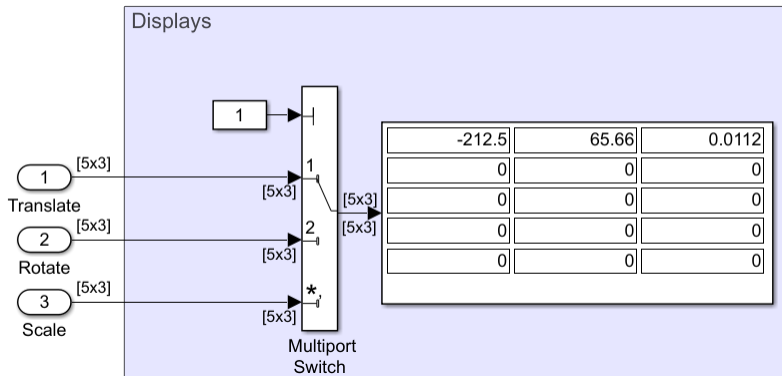 Displays
1
1
[5x3]
[5x3]
Translate
1
2
[5x3]
[5x3]
Rotate
2
3
[5x3]
[5x3]
Scale
*,
[5x3]
[5x3]
Multiport
Switch
-212.5 65.66 0.0112
0 0 0
0 0 0
0 0 0
0 0 0